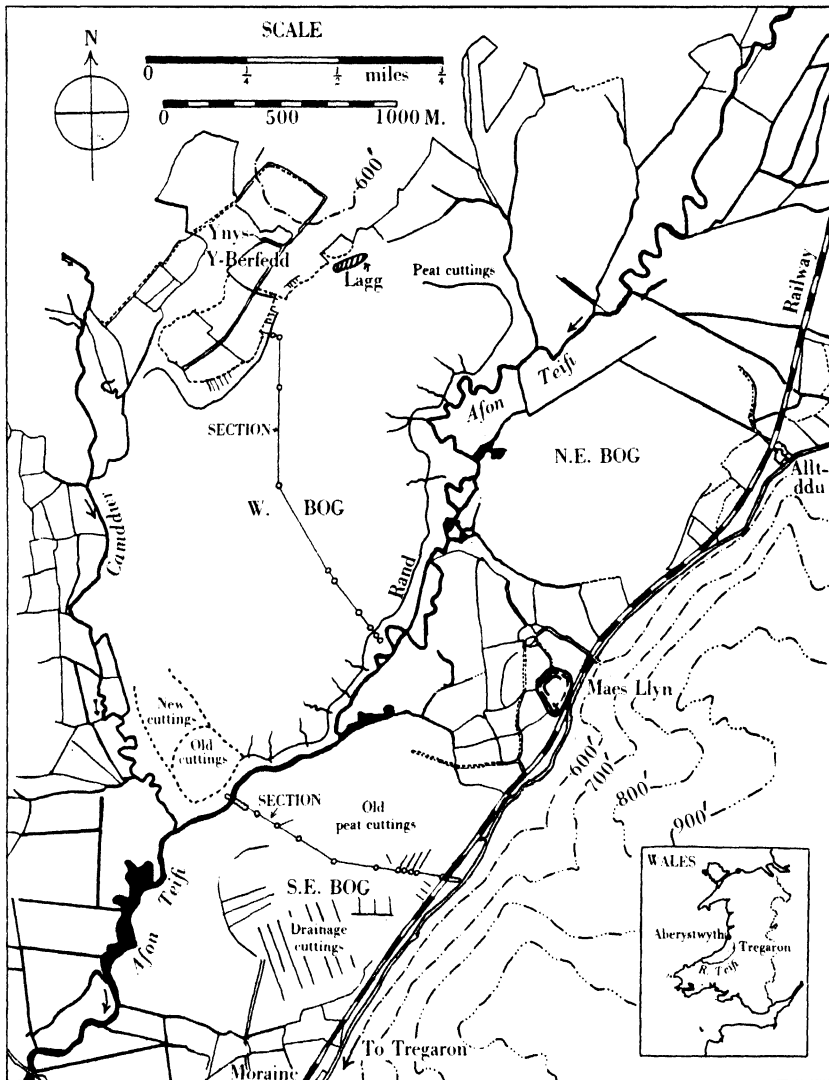 SCALE
N
0 1/4 1/2 miles 3/4
0 500 1000 M.
600'
Ynys
Y-Berfedd
Lagg
Peat cuttings
Railway
Afon Teifi
SECTION
N.E. BOG
Allt-
ddu
W. BOG
Camddwr
Rand
Maes Llyn
New
cuttings
Old
cuttings
600'
700'
800'
900'
SECTION
Old
peat cuttings
S.E. BOG
Drainage
cuttings
Afon Teifi
WALES
Aberystwyth
Tregaron
R. Teifi
To Tregaron
Moraine